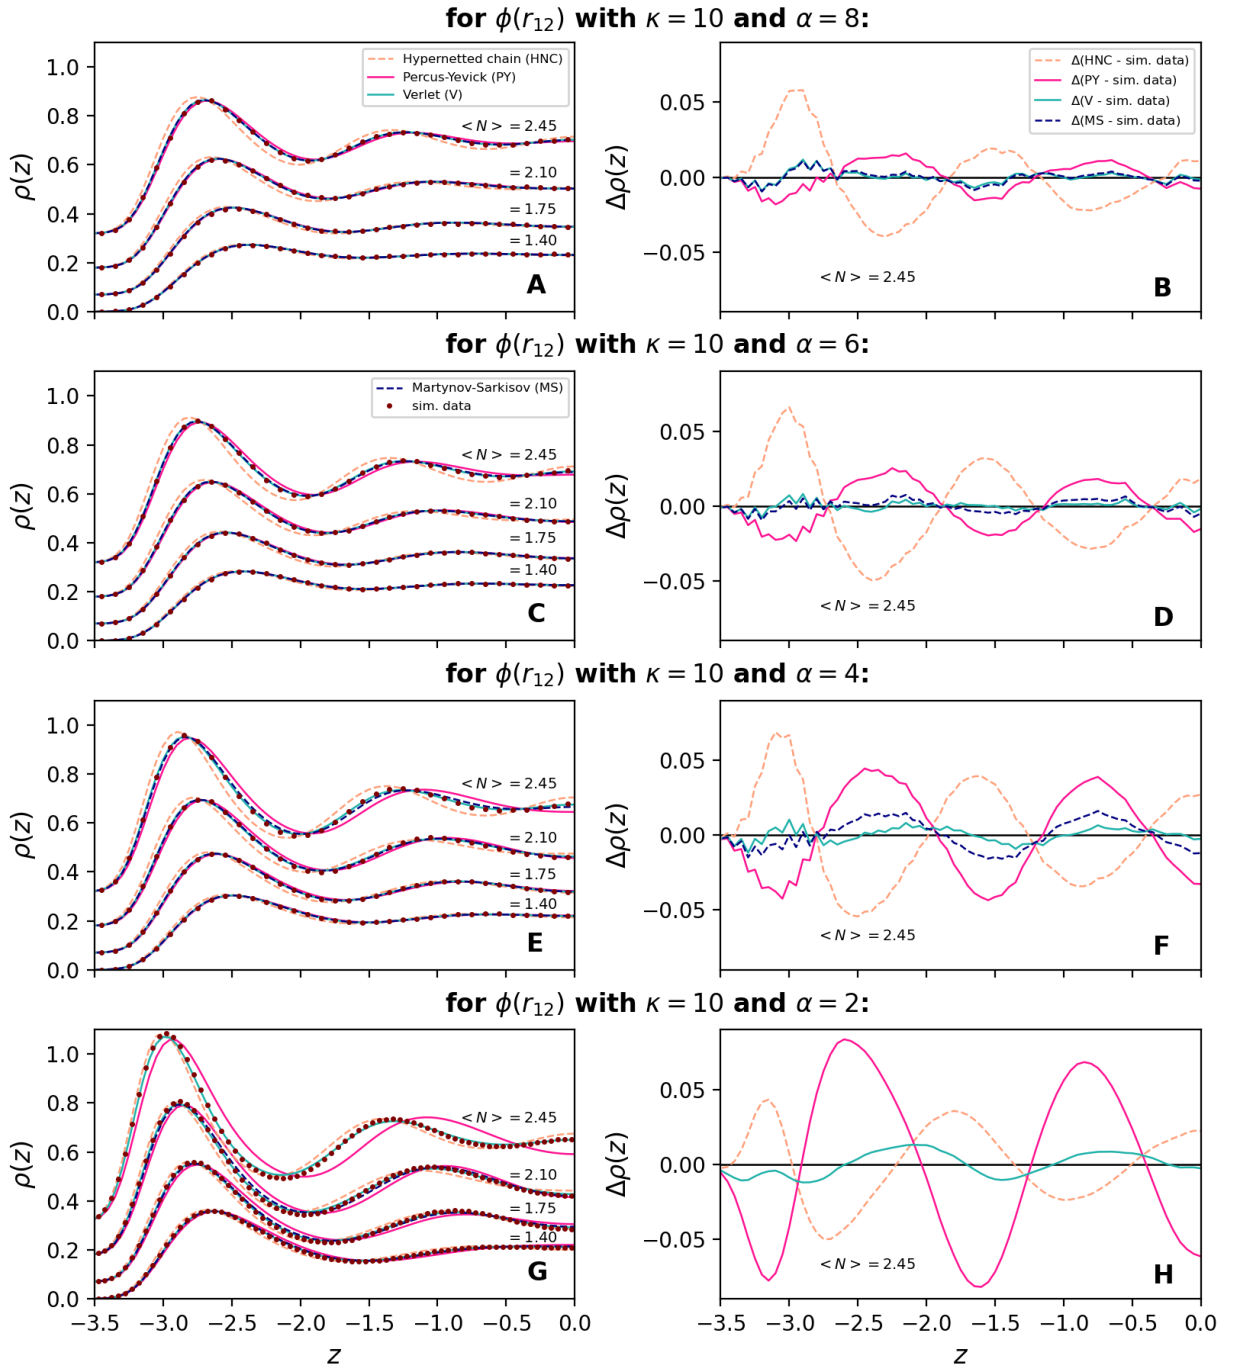 for ϕ(r₁₂) with κ = 10 and α = 8:
1.0
0.8
0.6
0.4
0.2
0.0
ρ(z)
Hypernetted chain (HNC)
Percus-Yevick (PY)
Verlet (V)
< N > = 2.45
= 2.10
= 1.75
= 1.40
A
0.05
0.00
−0.05
Δρ(z)
Δ(HNC - sim. data)
Δ(PY - sim. data)
Δ(V - sim. data)
Δ(MS - sim. data)
< N > = 2.45
B
for ϕ(r₁₂) with κ = 10 and α = 6:
1.0
0.8
0.6
0.4
0.2
0.0
ρ(z)
Martynov-Sarkisov (MS)
sim. data
< N > = 2.45
= 2.10
= 1.75
= 1.40
C
0.05
0.00
−0.05
Δρ(z)
< N > = 2.45
D
for ϕ(r₁₂) with κ = 10 and α = 4:
1.0
0.8
0.6
0.4
0.2
0.0
ρ(z)
< N > = 2.45
= 2.10
= 1.75
= 1.40
E
0.05
0.00
−0.05
Δρ(z)
< N > = 2.45
F
for ϕ(r₁₂) with κ = 10 and α = 2:
1.0
0.8
0.6
0.4
0.2
0.0
ρ(z)
< N > = 2.45
= 2.10
= 1.75
= 1.40
G
−3.5 −3.0 −2.5 −2.0 −1.5 −1.0 −0.5 0.0
z
0.05
0.00
−0.05
Δρ(z)
< N > = 2.45
H
−3.5 −3.0 −2.5 −2.0 −1.5 −1.0 −0.5 0.0
z